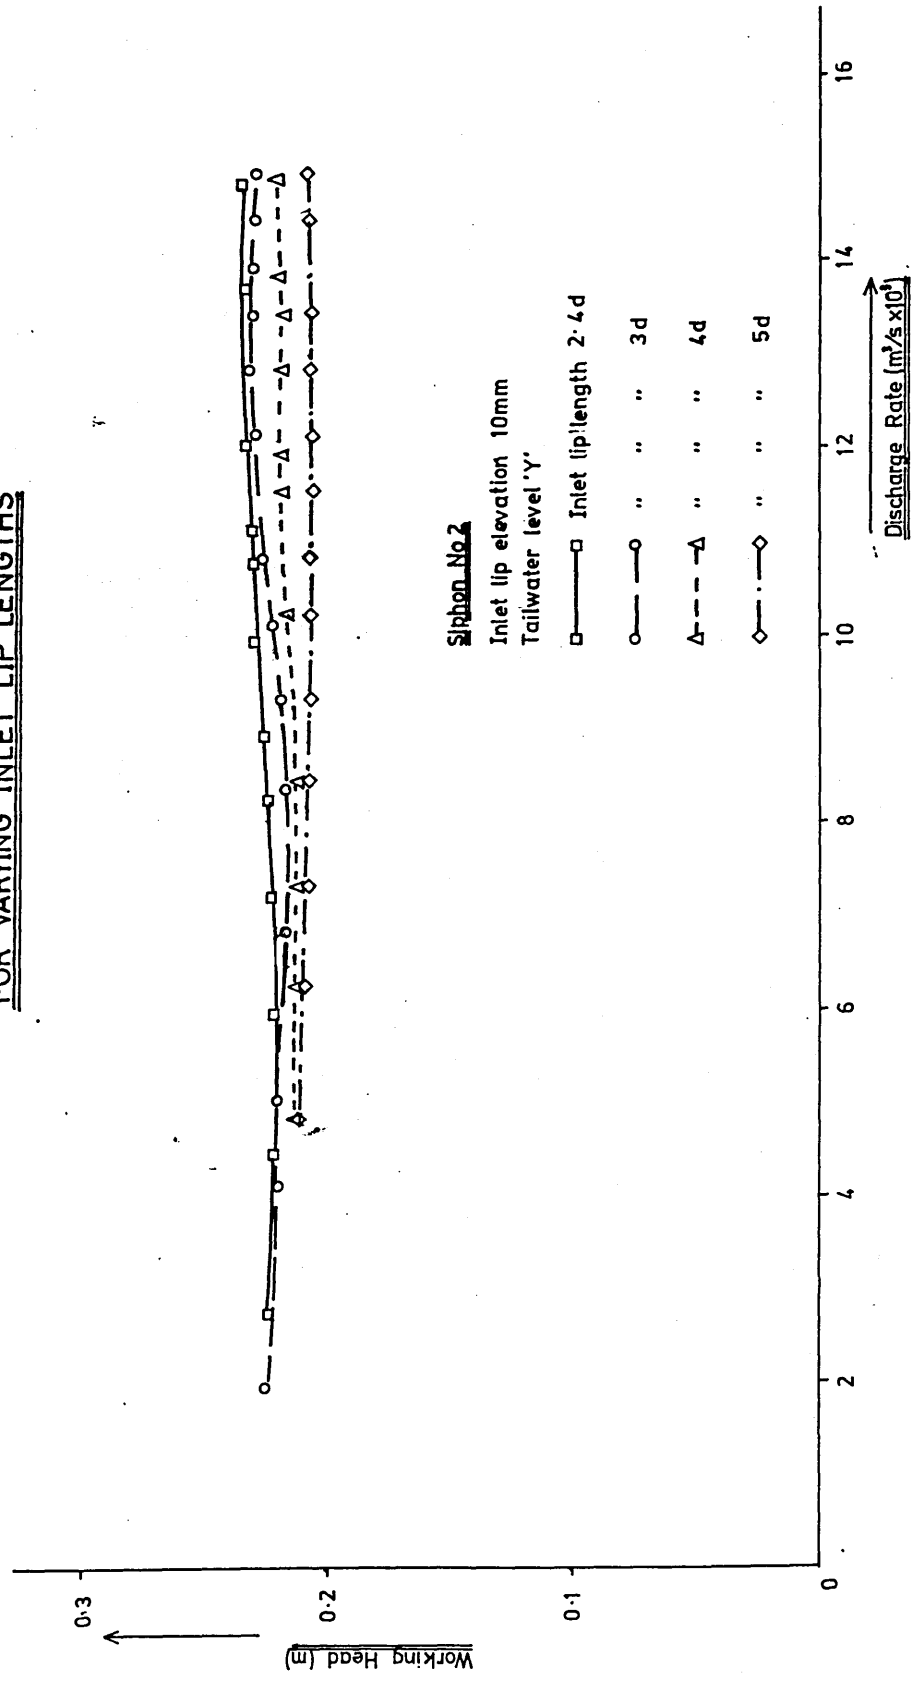 FOR VARYING INLET LIP LENGTHS
0·3
0·2
0·1
0
Working Head (m)
2
4
6
8
10
12
14
16
Discharge Rate (m³/s ×10³)
Siphon No 2
Inlet lip elevation 10mm
Tailwater level 'Y'
Inlet lip length 2·4d
" " " 3d
" " " 4d
" " " 5d